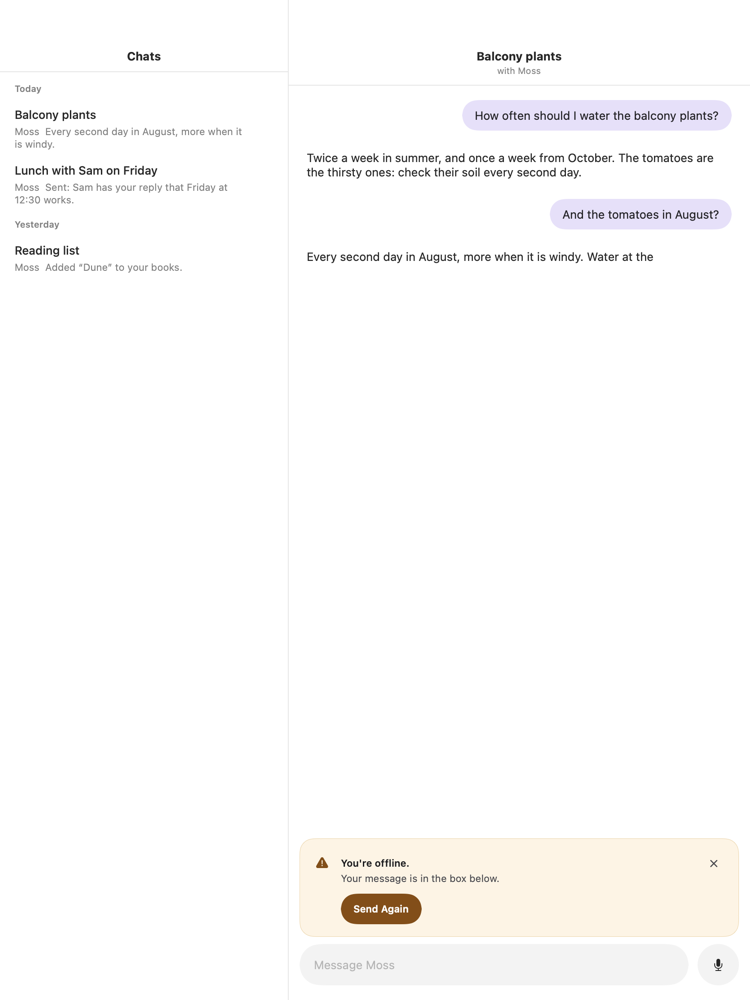 Chats
Today
Balcony plants
Moss Every second day in August, more when it
is windy.
Lunch with Sam on Friday
Moss Sent: Sam has your reply that Friday at
12:30 works.
Yesterday
Reading list
Moss Added “Dune” to your books.
Balcony plants
with Moss
How often should I water the balcony plants?
Twice a week in summer, and once a week from October. The tomatoes are
the thirsty ones: check their soil every second day.
And the tomatoes in August?
Every second day in August, more when it is windy. Water at the
You're offline.
Your message is in the box below.
Send Again
Message Moss